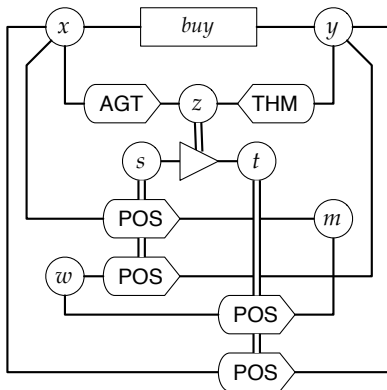 x buy y
AGT z THM
s t
POS m
w POS
POS
POS